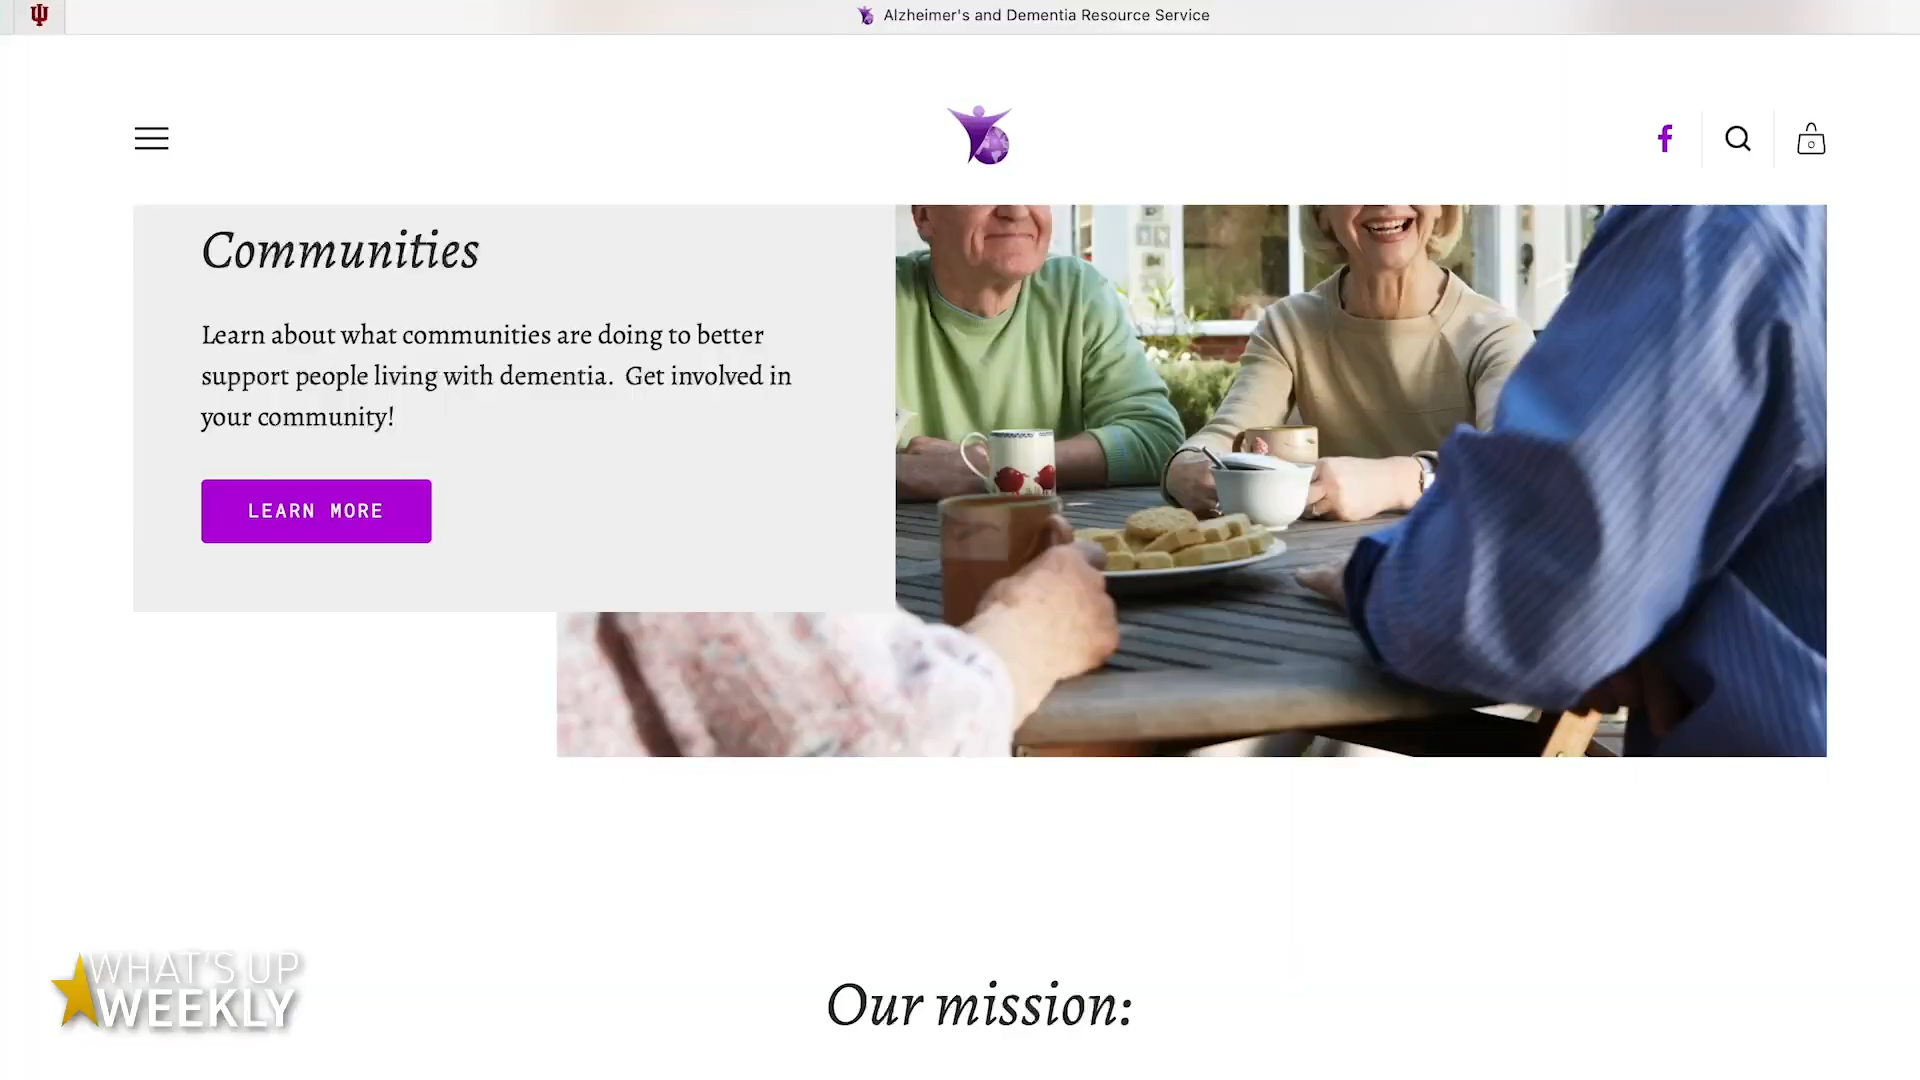 Alzheimer's and Dementia Resource Service
Communities
Learn about what communities are doing to better
support people living with dementia. Get involved in
your community!
LEARN MORE
Our mission:
WHAT'S UP
WEEKLY